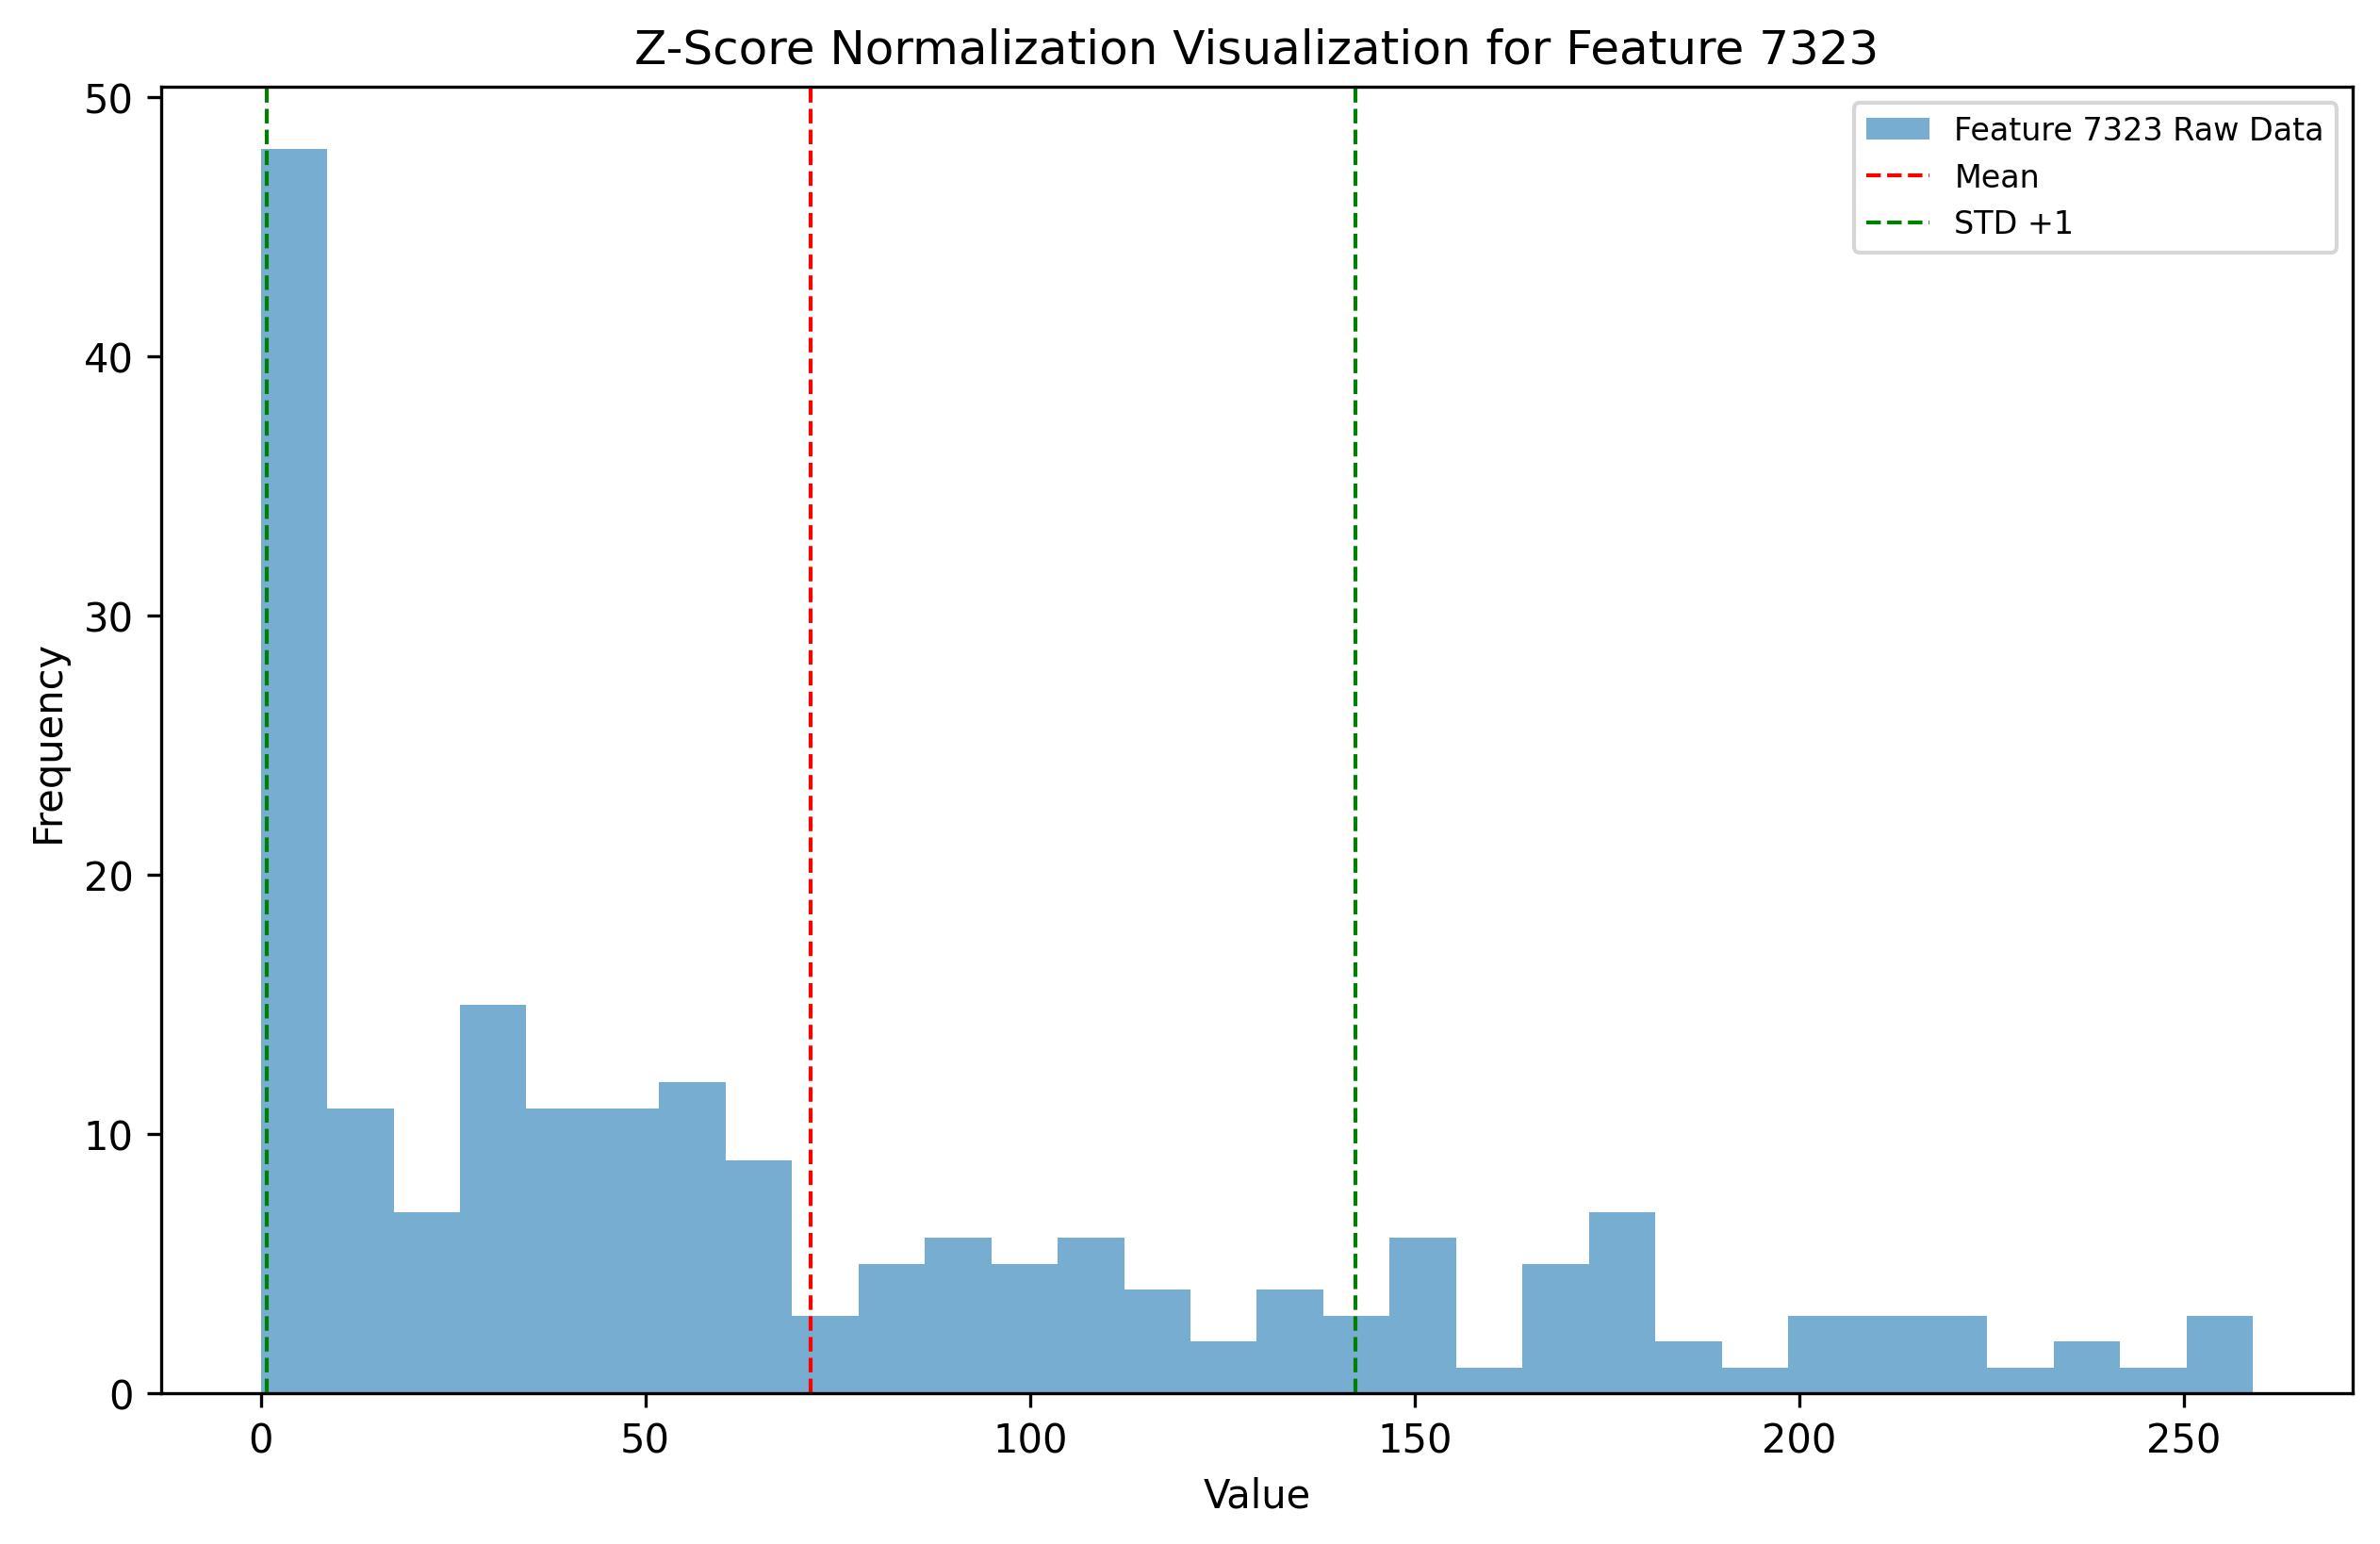 Z-Score Normalization Visualization for Feature 7323
Feature 7323 Raw Data
Mean
STD +1
Frequency
50
40
30
20
10
0
0 50 100 150 200 250
Value